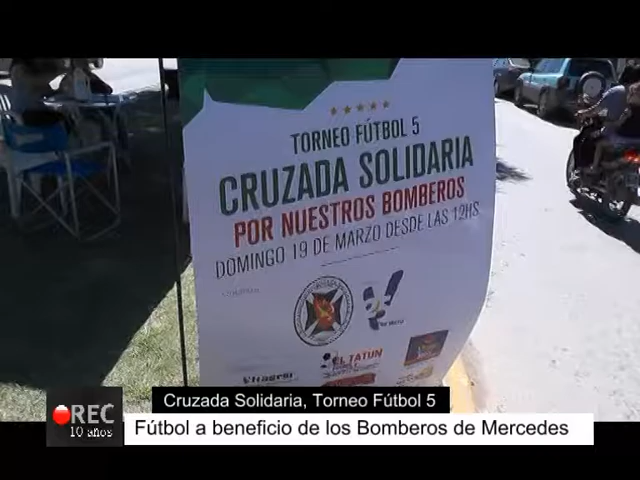 TORNEO FÚTBOL 5
CRUZADA SOLIDARIA
POR NUESTROS BOMBEROS
DOMINGO 19 DE MARZO DESDE LAS 12HS
EL TATUN
Cruzada Solidaria, Torneo Fútbol 5
REC
10 años
Fútbol a beneficio de los Bomberos de Mercedes